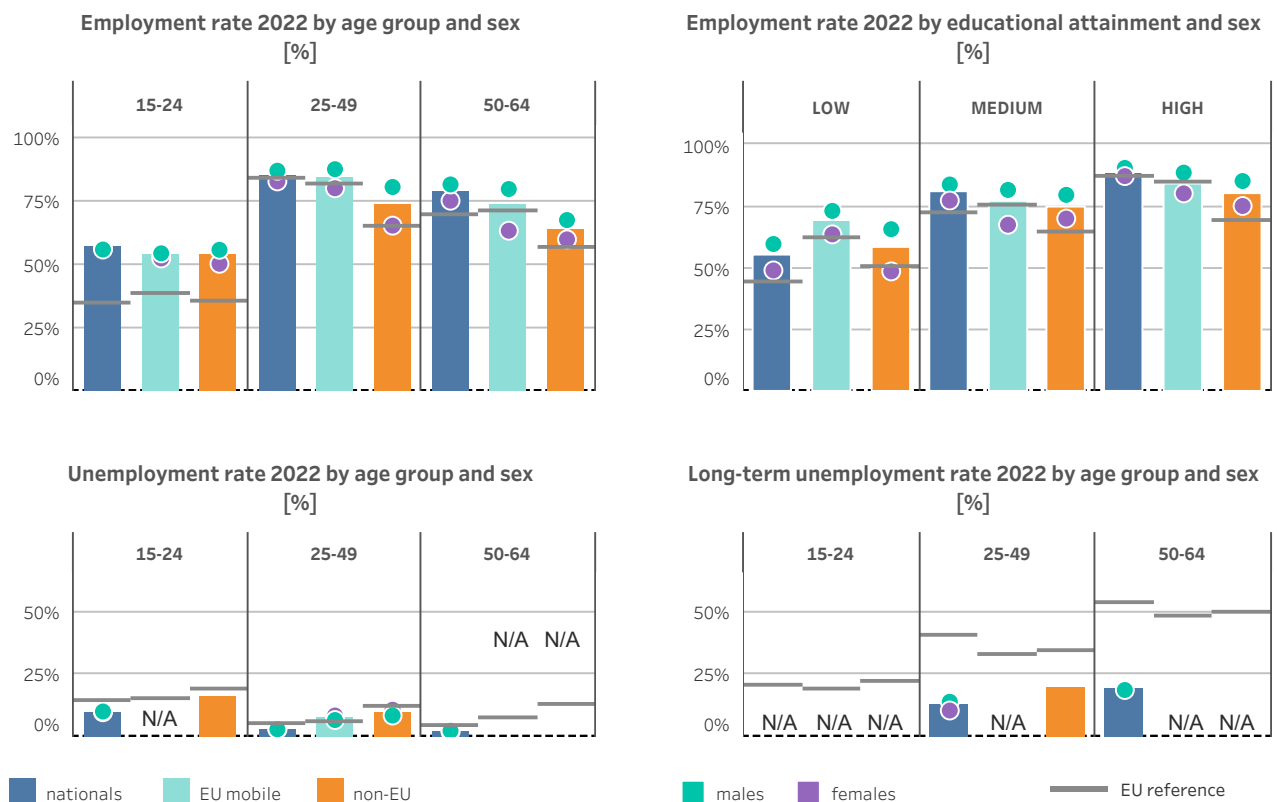 Employment rate 2022 by age group and sex
[%]
15-24
25-49
50-64
100%
75%
50%
25%
0%
Employment rate 2022 by educational attainment and sex
[%]
LOW
MEDIUM
HIGH
100%
75%
50%
25%
0%
Unemployment rate 2022 by age group and sex
[%]
15-24
25-49
50-64
50%
N/A N/A
25%
N/A
0%
Long-term unemployment rate 2022 by age group and sex
[%]
15-24
25-49
50-64
50%
25%
0%
N/A N/A N/A
N/A
N/A N/A
nationals
EU mobile
non-EU
males
females
EU reference